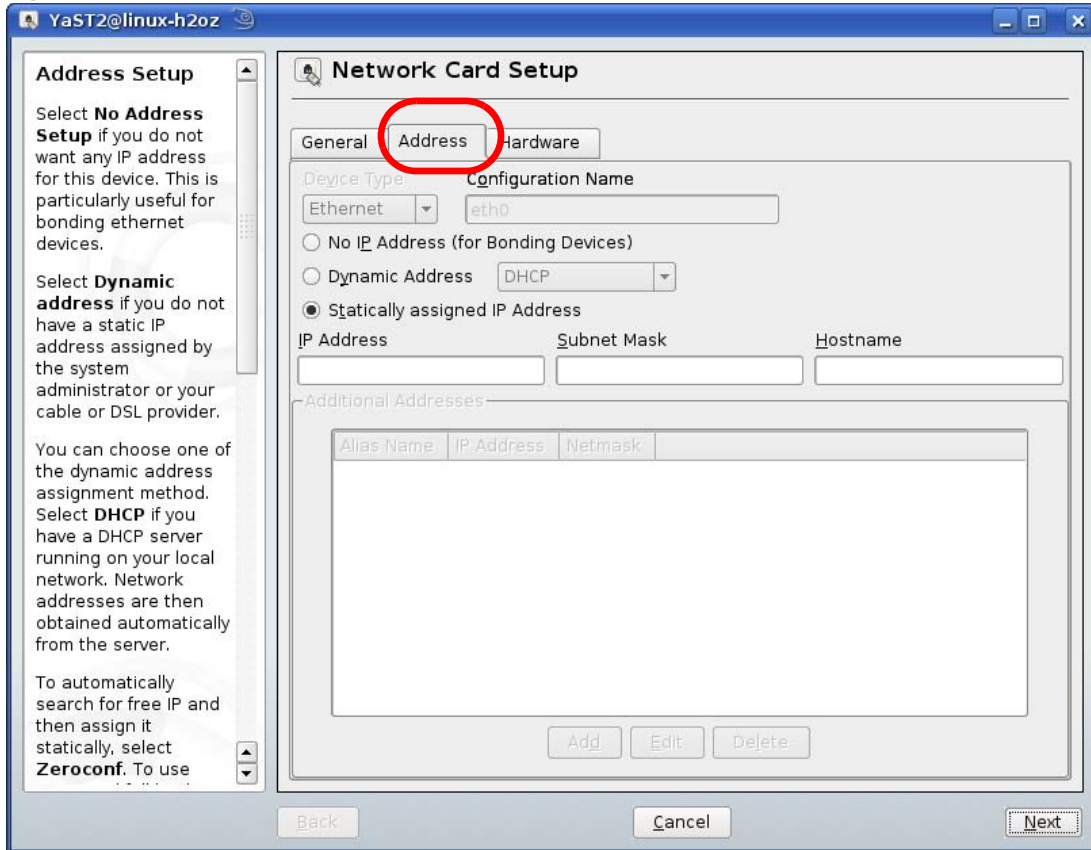 YaST2@linux-h2oz
Address Setup
Select No Address
Setup if you do not
want any IP address
for this device. This is
particularly useful for
bonding ethernet
devices.
Select Dynamic
address if you do not
have a static IP
address assigned by
the system
administrator or your
cable or DSL provider.
You can choose one of
the dynamic address
assignment method.
Select DHCP if you
have a DHCP server
running on your local
network. Network
addresses are then
obtained automatically
from the server.
To automatically
search for free IP and
then assign it
statically, select
Zeroconf. To use
Network Card Setup
General Address Hardware
Device Type Configuration Name
Ethernet eth0
No IP Address (for Bonding Devices)
Dynamic Address DHCP
Statically assigned IP Address
IP Address Subnet Mask Hostname
Additional Addresses
Alias Name IP Address Netmask
Add Edit Delete
Back Cancel Next